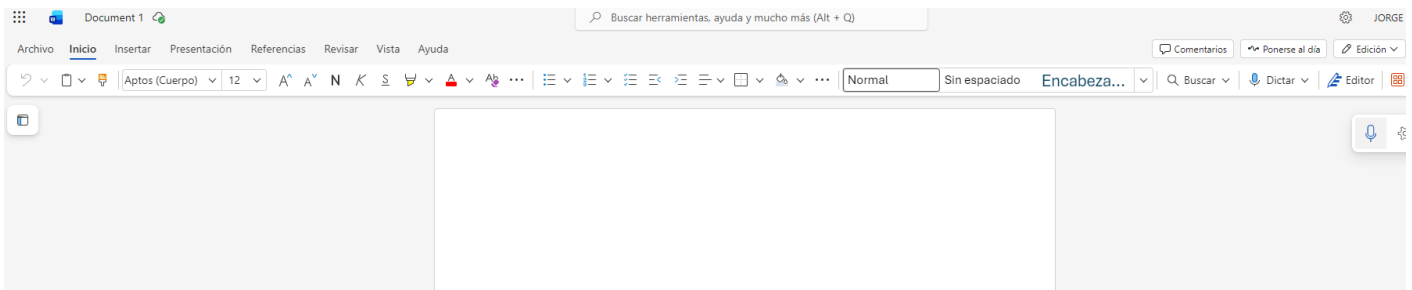 Document 1
Buscar herramientas, ayuda y mucho más (Alt + Q)
JORGE
Archivo Inicio Insertar Presentación Referencias Revisar Vista Ayuda
Comentarios Ponerse al día Edición
Aptos (Cuerpo) 12 A A N K S A Ab Normal Sin espaciado Encabeza... Buscar Dictar Editor